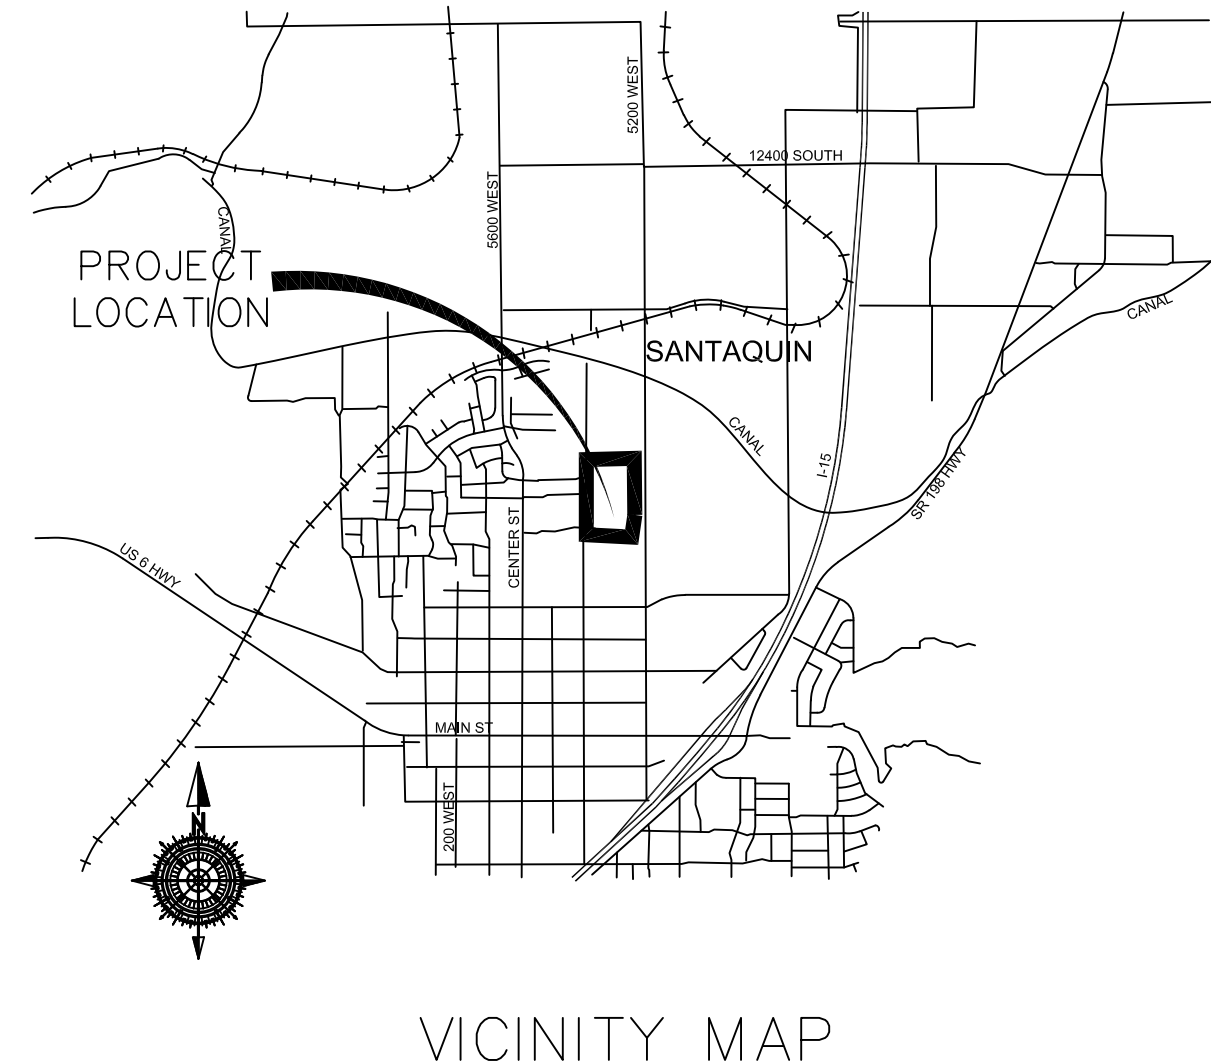 5200 WEST
12400 SOUTH
5600 WEST
CANAL
PROJECT
LOCATION
CANAL
SANTAQUIN
CANAL
I-15
SR 198 HWY
CENTER ST
US 6 HWY
MAIN ST
200 WEST
N
VICINITY MAP